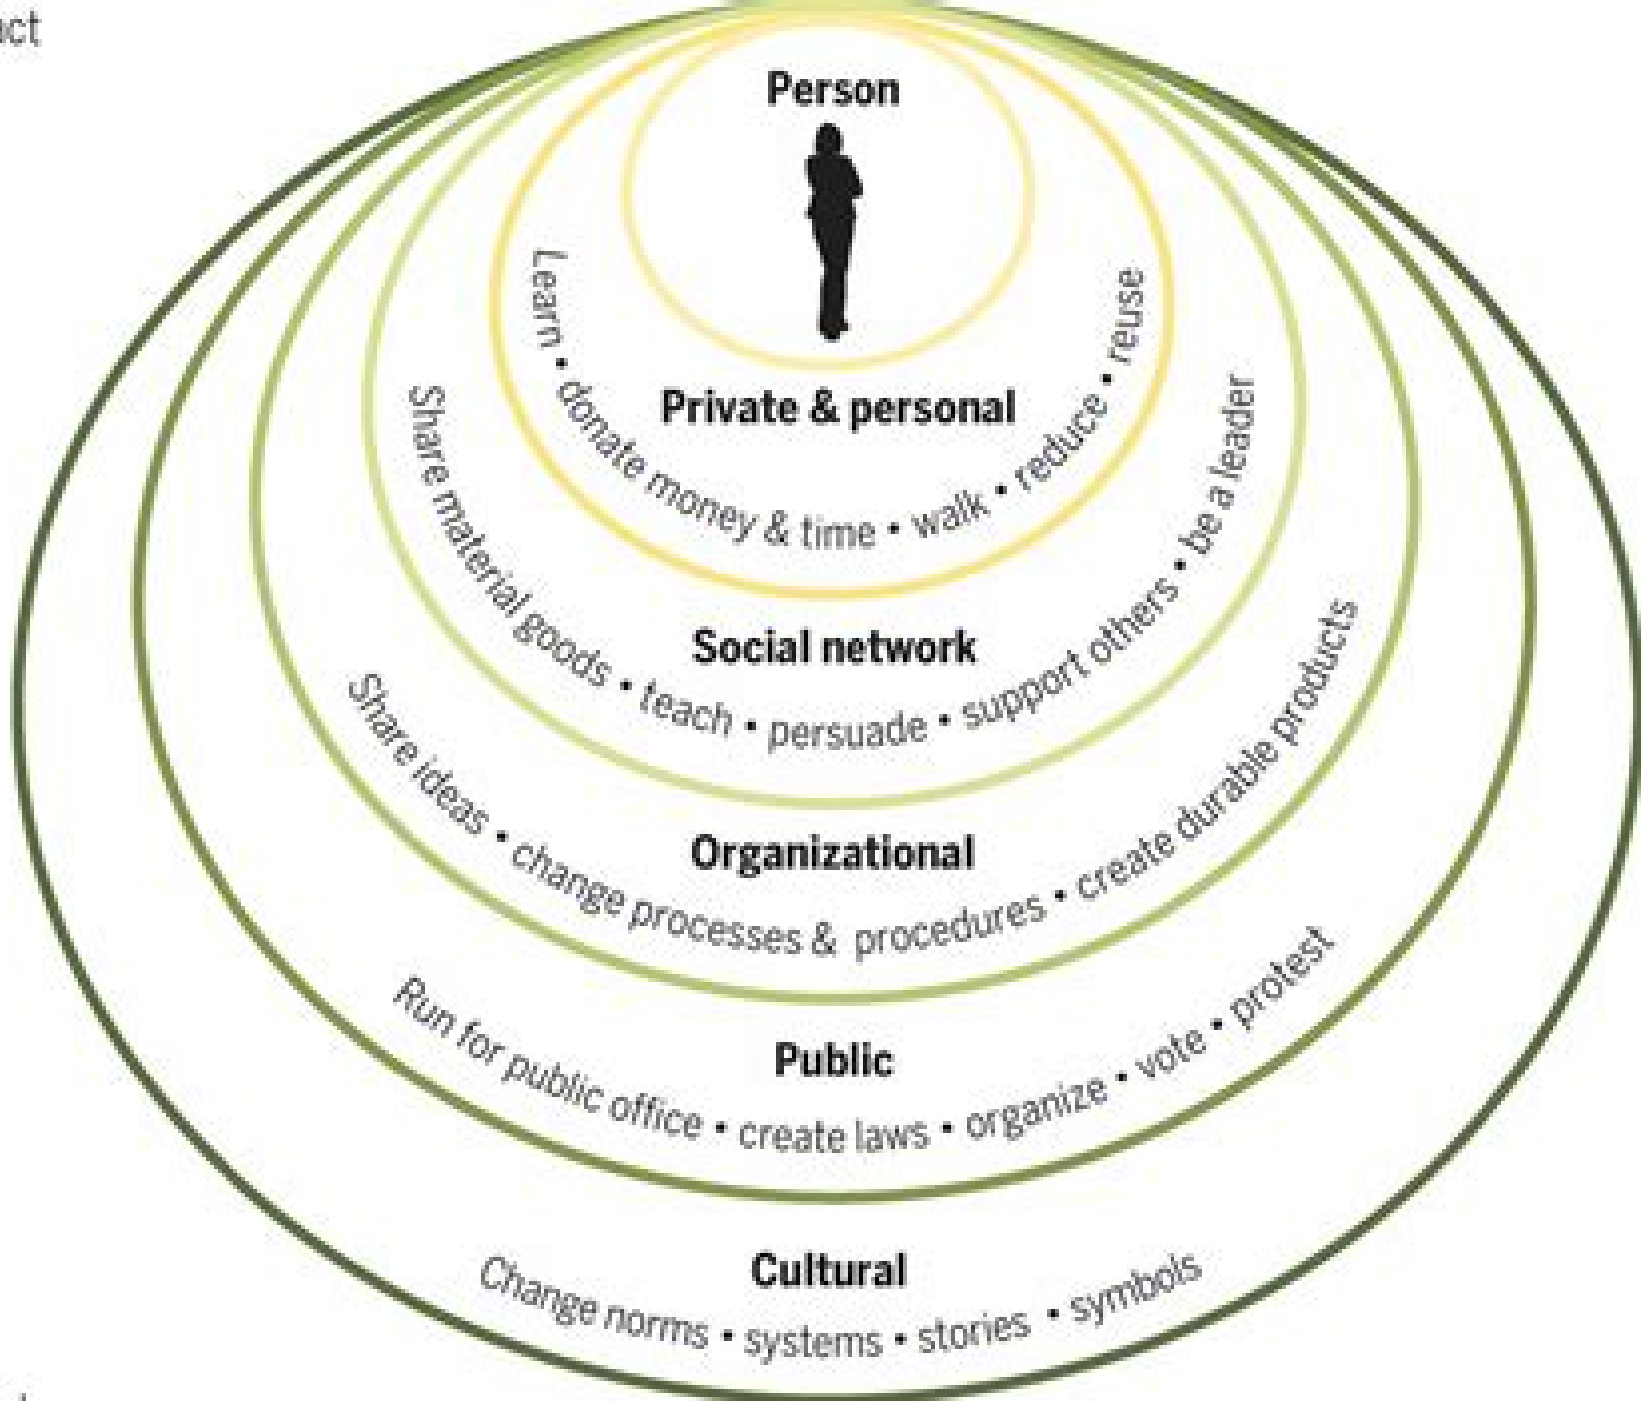 Person
Private & personal
Learn • donate money & time • walk • reduce • reuse
Social network
Share material goods • teach • persuade • support others • be a leader
Organizational
Share ideas • change processes & procedures • create durable products
Public
Run for public office • create laws • organize • vote • protest
Cultural
Change norms • systems • stories • symbols